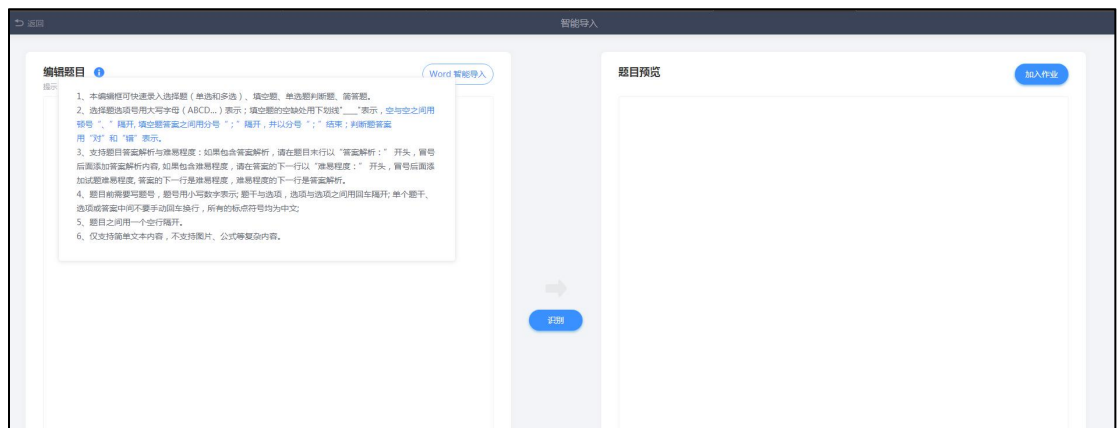 返回
智能导入
编辑题目
Word 智能导入
提示
1、本编辑框可快速录入选择题（单选和多选）、填空题、单选题判断题、简答题。
2、选择题选项号用大写字母（ABCD...）表示；填空题的空缺处用下划线"___"表示，空与空之间用
顿号“、”隔开, 填空题答案之间用分号“；”隔开，并以分号“；”结束；判断题答案
用“对”和“错”表示。
3、支持题目答案解析与难易程度：如果包含答案解析，请在题目末行以“答案解析：” 开头，冒号
后面添加答案解析内容, 如果包含难易程度，请在答案的下一行以“难易程度：” 开头，冒号后面添
加试题难易程度, 答案的下一行是难易程度，难易程度的下一行是答案解析。
4、题目前需要写题号，题号用小写数字表示; 题干与选项，选项与选项之间用回车隔开; 单个题干、
选项或答案中间不要手动回车换行，所有的标点符号均为中文;
5、题目之间用一个空行隔开。
6、仅支持简单文本内容，不支持图片、公式等复杂内容。
识别
题目预览
加入作业